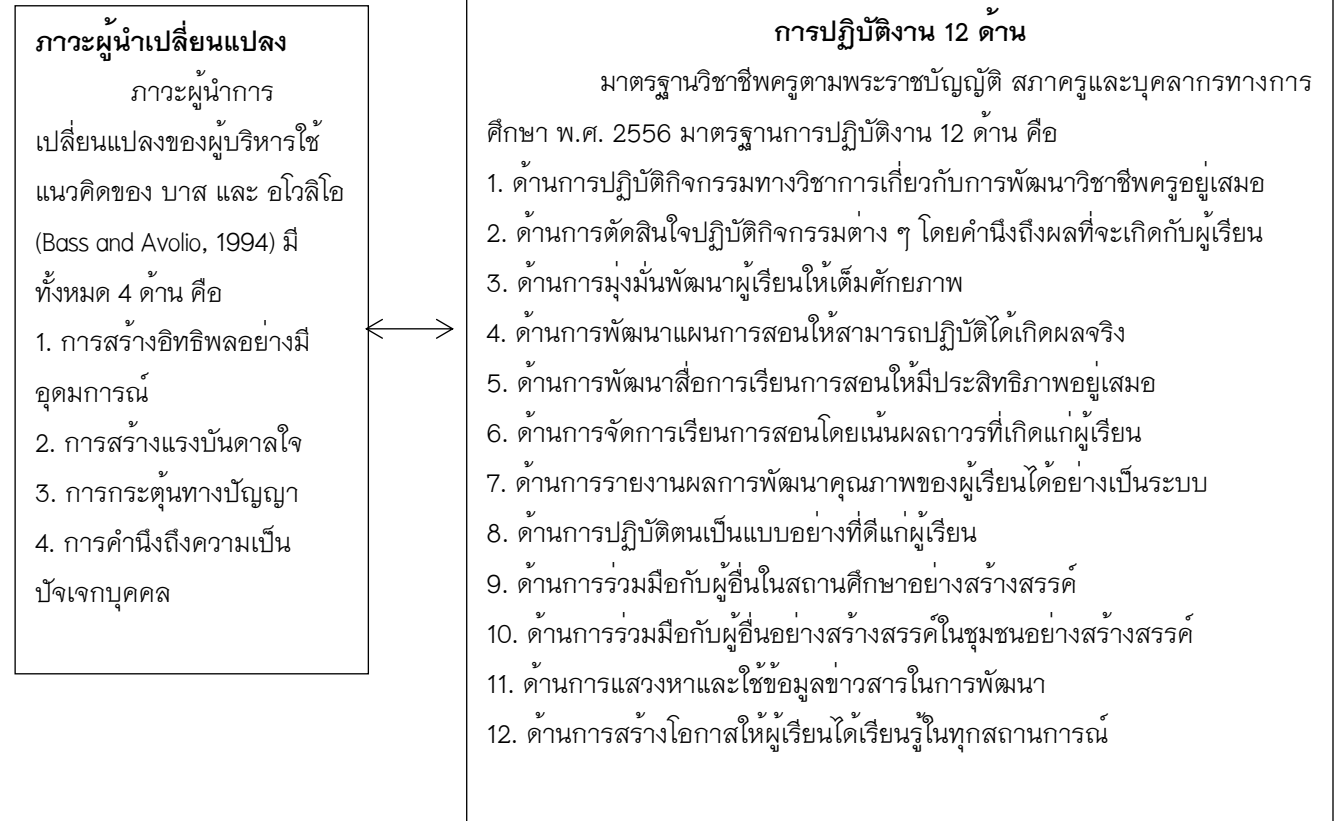 ภาวะผู้นำเปลี่ยนแปลง
ภาวะผู้นำการ
เปลี่ยนแปลงของผู้บริหารใช้
แนวคิดของ บาส และ อโวลิโอ
(Bass and Avolio, 1994) มี
ทั้งหมด 4 ด้าน คือ
1. การสร้างอิทธิพลอย่างมี
อุดมการณ์
2. การสร้างแรงบันดาลใจ
3. การกระตุ้นทางปัญญา
4. การคำนึงถึงความเป็น
ปัจเจกบุคคล
การปฏิบัติงาน 12 ด้าน
มาตรฐานวิชาชีพครูตามพระราชบัญญัติ สภาครูและบุคลากรทางการ
ศึกษา พ.ศ. 2556 มาตรฐานการปฏิบัติงาน 12 ด้าน คือ
1. ด้านการปฏิบัติกิจกรรมทางวิชาการเกี่ยวกับการพัฒนาวิชาชีพครูอยู่เสมอ
2. ด้านการตัดสินใจปฏิบัติกิจกรรมต่าง ๆ โดยคำนึงถึงผลที่จะเกิดกับผู้เรียน
3. ด้านการมุ่งมั่นพัฒนาผู้เรียนให้เต็มศักยภาพ
4. ด้านการพัฒนาแผนการสอนให้สามารถปฏิบัติได้เกิดผลจริง
5. ด้านการพัฒนาสื่อการเรียนการสอนให้มีประสิทธิภาพอยู่เสมอ
6. ด้านการจัดการเรียนการสอนโดยเน้นผลถาวรที่เกิดแก่ผู้เรียน
7. ด้านการรายงานผลการพัฒนาคุณภาพของผู้เรียนได้อย่างเป็นระบบ
8. ด้านการปฏิบัติตนเป็นแบบอย่างที่ดีแก่ผู้เรียน
9. ด้านการร่วมมือกับผู้อื่นในสถานศึกษาอย่างสร้างสรรค์
10. ด้านการร่วมมือกับผู้อื่นอย่างสร้างสรรค์ในชุมชนอย่างสร้างสรรค์
11. ด้านการแสวงหาและใช้ข้อมูลข่าวสารในการพัฒนา
12. ด้านการสร้างโอกาสให้ผู้เรียนได้เรียนรู้ในทุกสถานการณ์